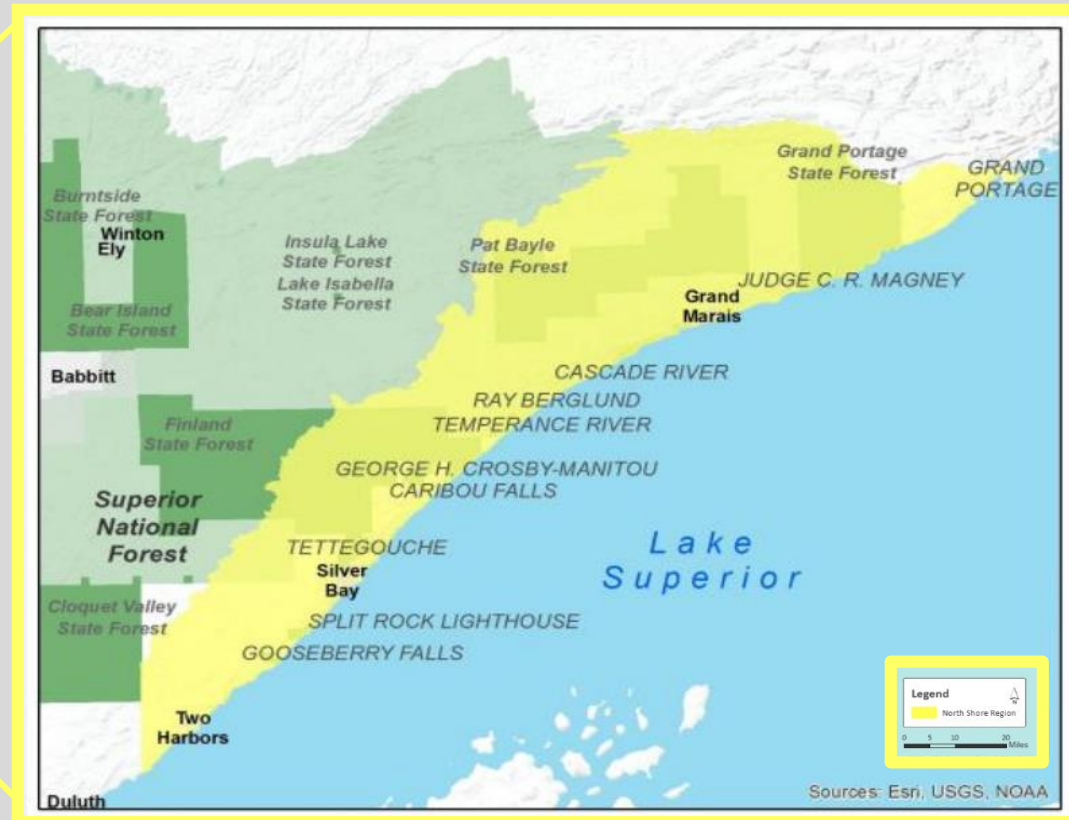 Grand Portage
State Forest
GRAND
PORTAGE
Burntside
State Forest
Winton
Ely
Insula Lake
State Forest
Lake Isabella
State Forest
Pat Bayle
State Forest
JUDGE C. R. MAGNEY
Grand
Marais
Bear Island
State Forest
Babbitt
CASCADE RIVER
RAY BERGLUND
TEMPERANCE RIVER
Finland
State Forest
GEORGE H. CROSBY-MANITOU
CARIBOU FALLS
Superior
National
Forest
TETTEGOUCHE
Silver
Bay
Lake
Superior
Cloquet Valley
State Forest
SPLIT ROCK LIGHTHOUSE
GOOSEBERRY FALLS
Two
Harbors
Legend
N
North Shore Region
0 5 10 20
Miles
Duluth
Sources: Esri, USGS, NOAA